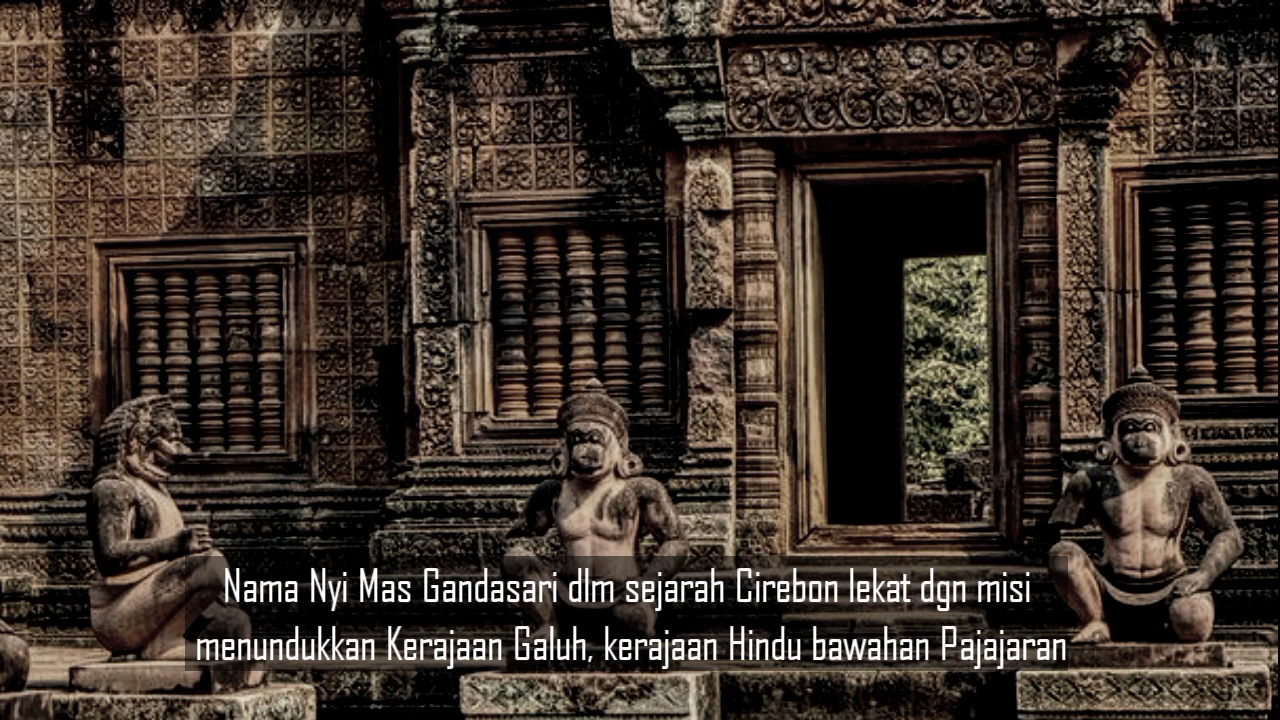 Nama Nyi Mas Gandasari dlm sejarah Cirebon lekat dgn misi
menundukkan Kerajaan Galuh, kerajaan Hindu bawahan Pajajaran